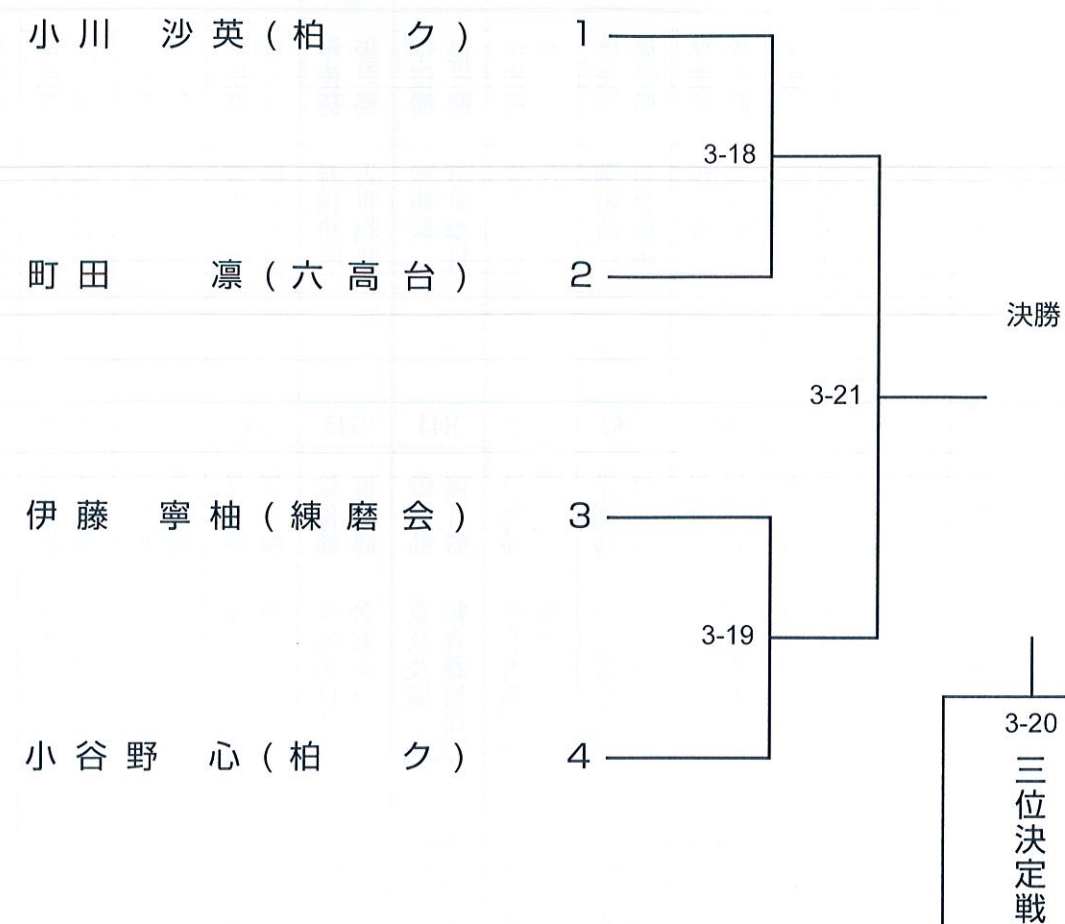 小川 沙英(柏 ク) 1
3-18
町田 凛(六高台) 2
決勝
3-21
伊藤 寧柚(練磨会) 3
3-19
小谷野 心(柏 ク) 4
3-20
三位決定戦